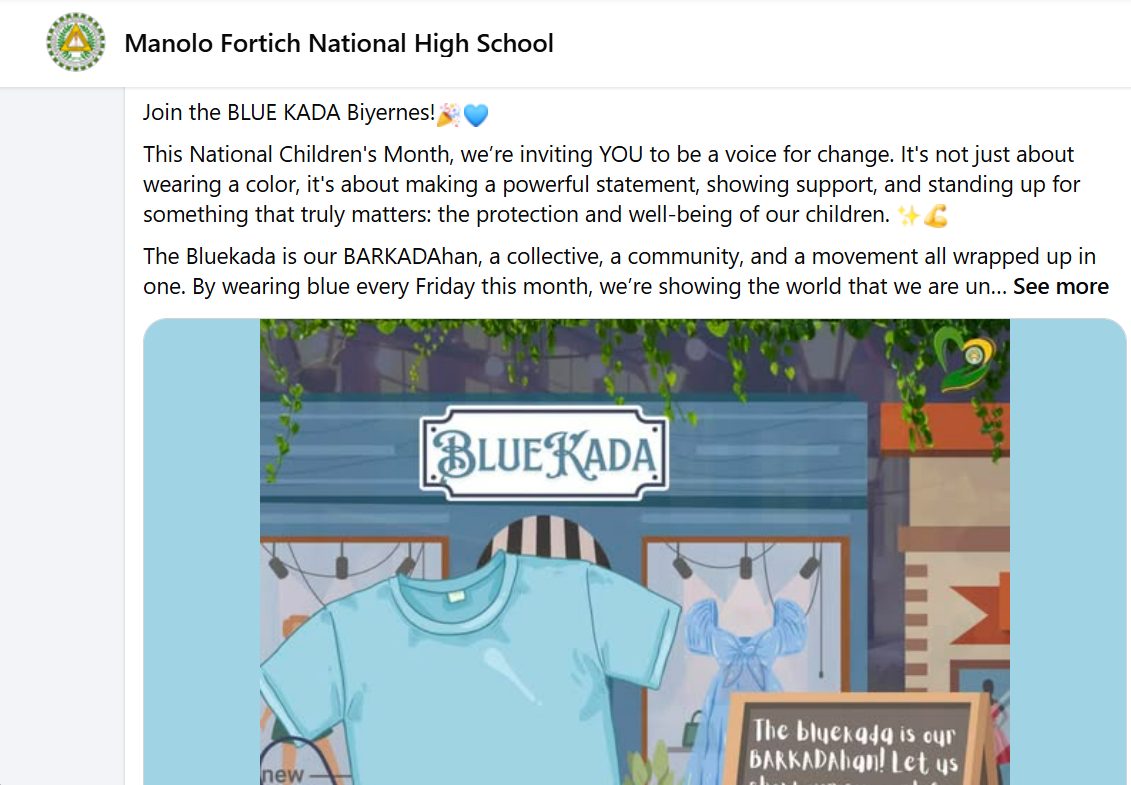 Manolo Fortich National High School
Join the BLUE KADA Biyernes!🎉💙
This National Children's Month, we’re inviting YOU to be a voice for change. It's not just about
wearing a color, it's about making a powerful statement, showing support, and standing up for
something that truly matters: the protection and well-being of our children. ✨💪
The Bluekada is our BARKADAhan, a collective, a community, and a movement all wrapped up in
one. By wearing blue every Friday this month, we’re showing the world that we are un... See more
BLUEKADA
The bluekada is our
BARKADAhan! Let us
new